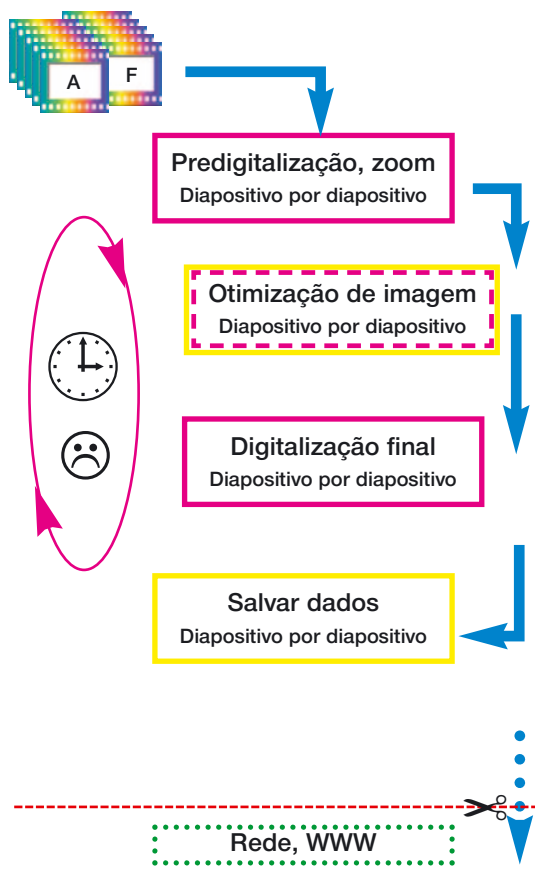 A
F
Predigitalização, zoom
Diapositivo por diapositivo
Otimização de imagem
Diapositivo por diapositivo
Digitalização final
Diapositivo por diapositivo
Salvar dados
Diapositivo por diapositivo
Rede, WWW